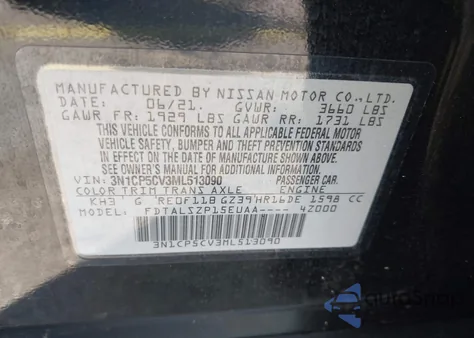 MANUFACTURED BY NISSAN MOTOR CO., LTD.
DATE: 06/21. GVWR: 3660 LBS
GAWR FR: 1929 LBS GAWR RR: 1731 LBS
THIS VEHICLE CONFORMS TO ALL APPLICABLE FEDERAL MOTOR
VEHICLE SAFETY, BUMPER AND THEFT PREVENTION STANDARDS
IN EFFECT ON THE DATE OF MANUFACTURE SHOWN ABOVE.
SEE OWNER'S MANUAL FOR ADDITIONAL INFORMATION.
VIN: 3N1CP5CV3ML513090 PASSENGER CAR.
COLOR TRIM TRANS AXLE ENGINE
KH3 G RE0F11B GZ39 HR16DE 1598 CC
MODEL: FDTALSZP15EUAA---- 4Z000
3N1CP5CV3ML513090